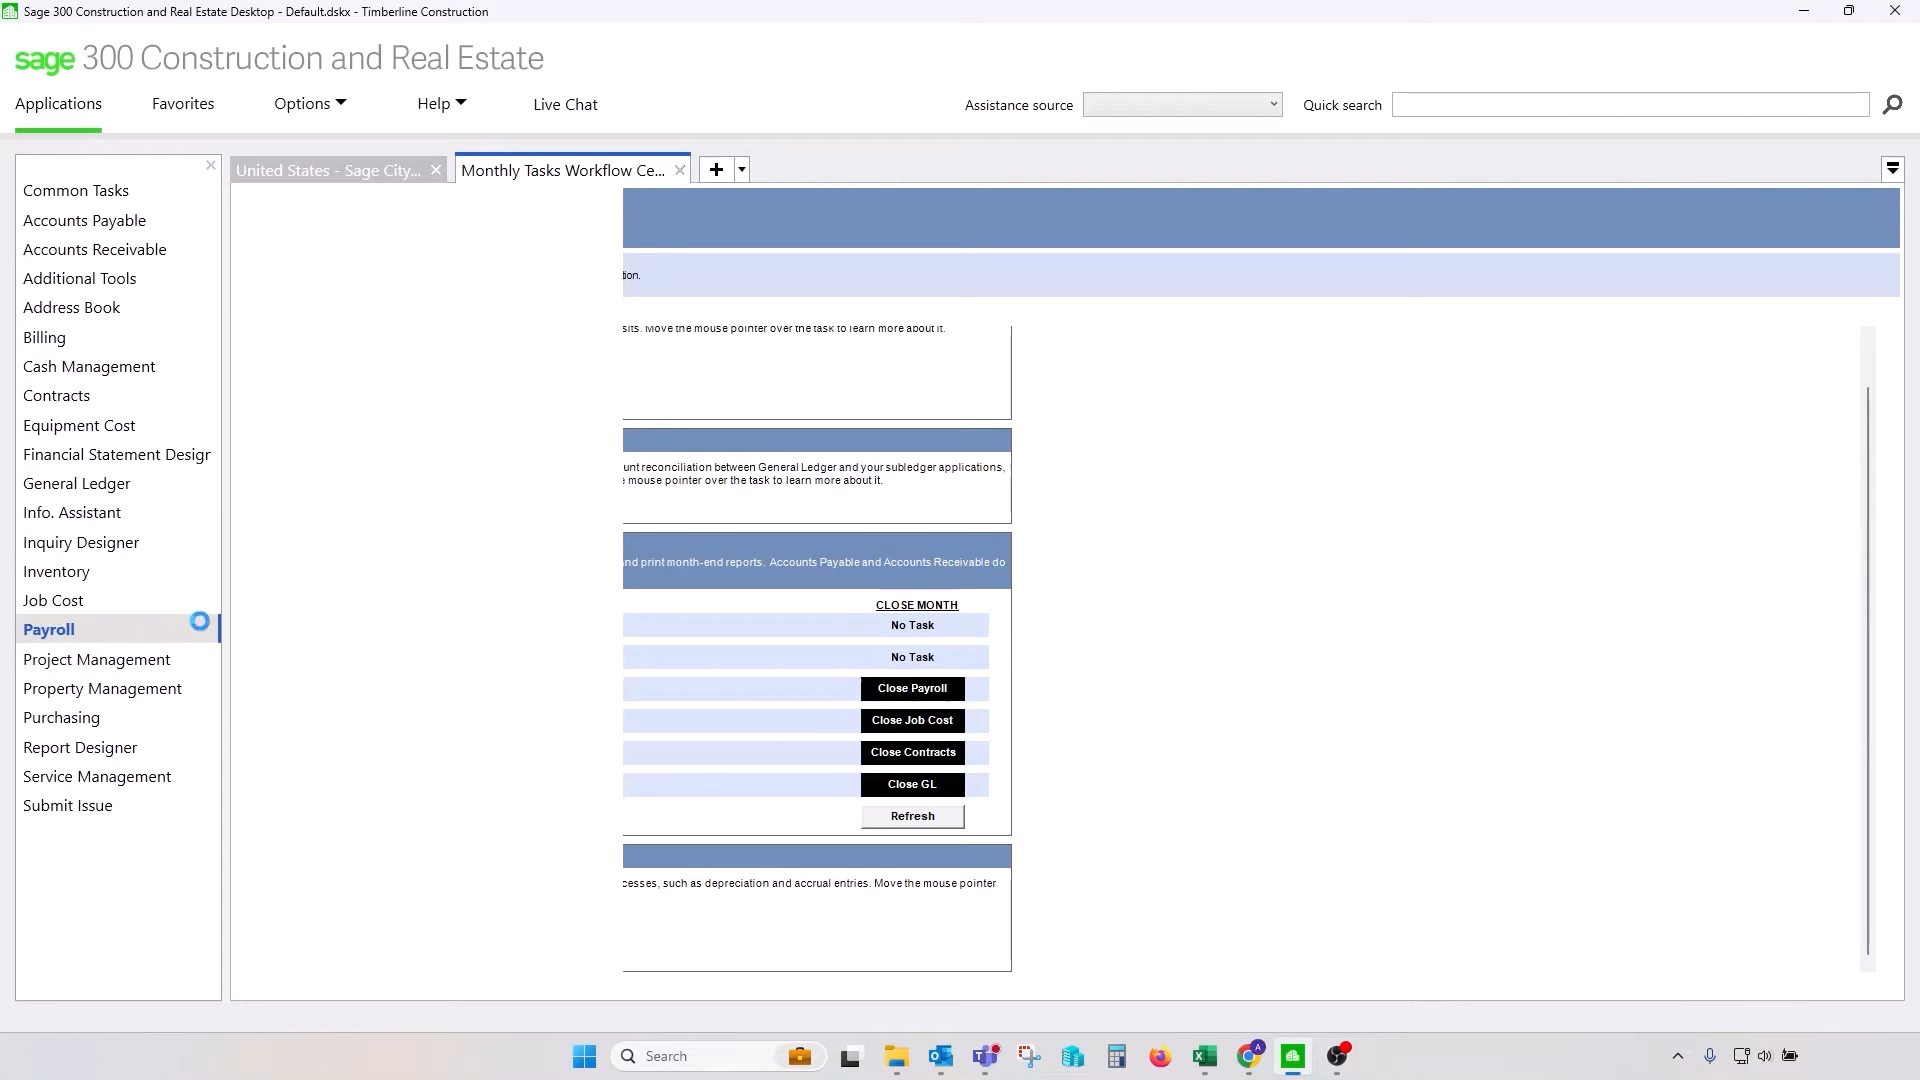 Sage 300 Construction and Real Estate Desktop - Default.dskx - Timberline Construction
sage 300 Construction and Real Estate
Applications
Favorites
Options
Help
Live Chat
Assistance source
Quick search
United States - Sage City...
Monthly Tasks Workflow Ce...
Common Tasks
Accounts Payable
Accounts Receivable
Additional Tools
Address Book
Billing
Cash Management
Contracts
Equipment Cost
Financial Statement Desigr
General Ledger
Info. Assistant
Inquiry Designer
Inventory
Job Cost
Payroll
Project Management
Property Management
Purchasing
Report Designer
Service Management
Submit Issue
tion.
sits. Move the mouse pointer over the task to learn more about it.
unt reconciliation between General Ledger and your subledger applications,
e mouse pointer over the task to learn more about it.
and print month-end reports. Accounts Payable and Accounts Receivable do
CLOSE MONTH
No Task
No Task
Close Payroll
Close Job Cost
Close Contracts
Close GL
Refresh
cesses, such as depreciation and accrual entries. Move the mouse pointer
Search
A